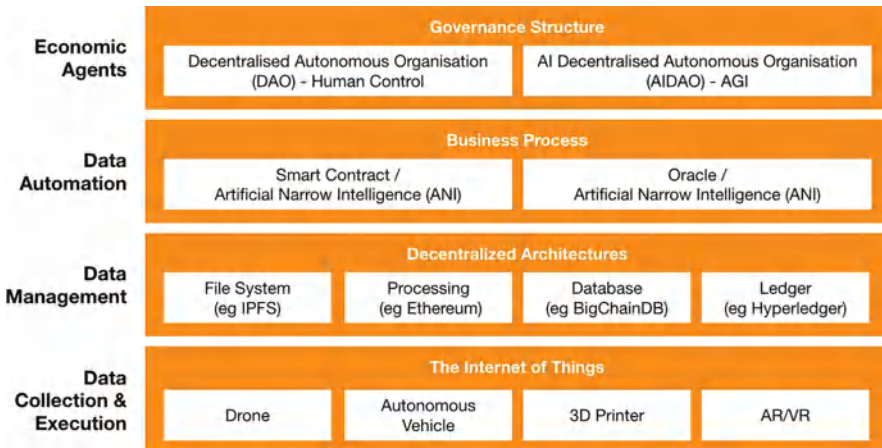 Economic
Agents
Governance Structure
Decentralised Autonomous Organisation
(DAO) - Human Control
AI Decentralised Autonomous Organisation
(AIDAO) - AGI
Data
Automation
Business Process
Smart Contract /
Artificial Narrow Intelligence (ANI)
Oracle /
Artificial Narrow Intelligence (ANI)
Data
Management
Decentralized Architectures
File System
(eg IPFS)
Processing
(eg Ethereum)
Database
(eg BigChainDB)
Ledger
(eg Hyperledger)
Data
Collection &
Execution
The Internet of Things
Drone
Autonomous
Vehicle
3D Printer
AR/VR